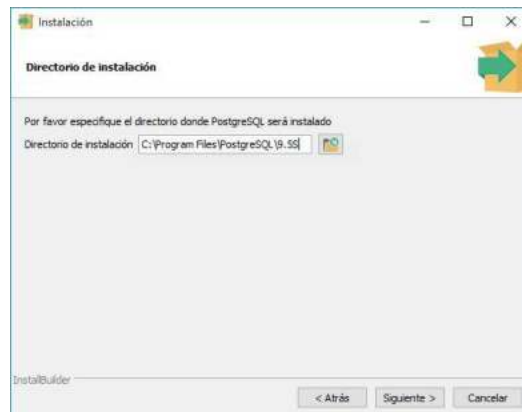 Instalación
Directorio de instalación
Por favor especifique el directorio donde PostgreSQL será instalado
Directorio de instalación C:\Program Files\PostgreSQL\9.5S
InstallBuilder
< Atrás Siguiente > Cancelar